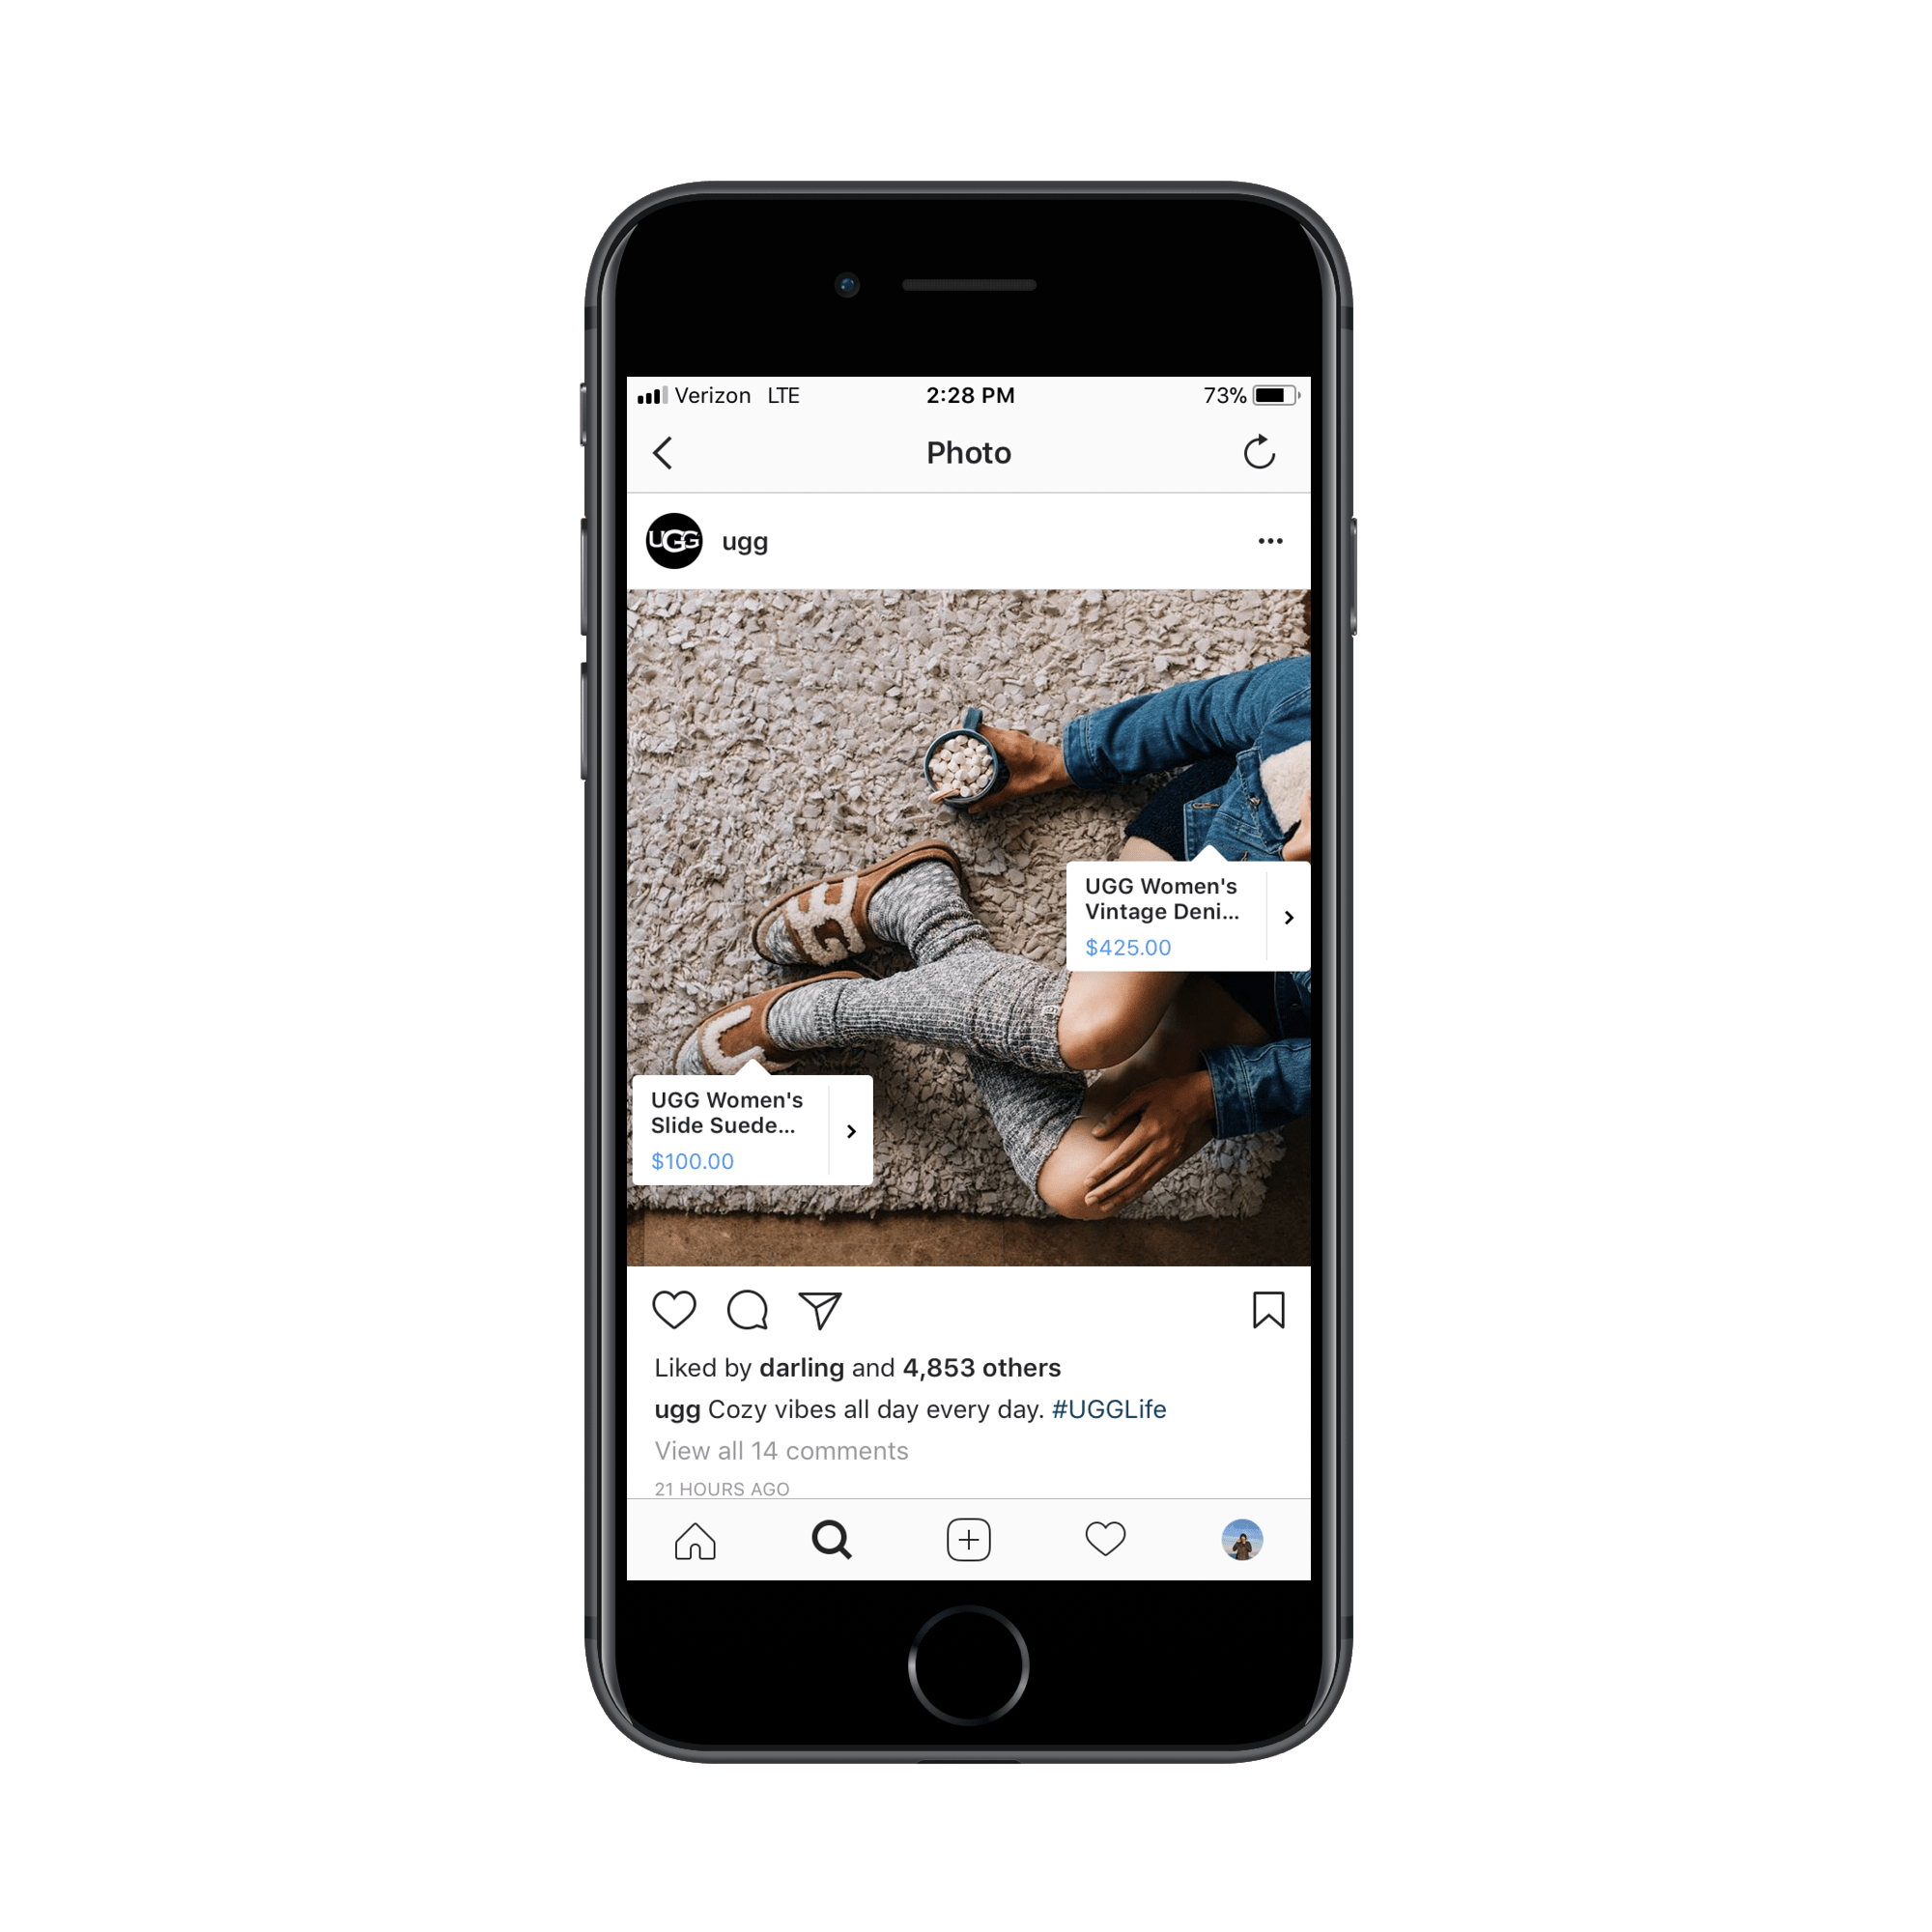 Verizon LTE 2:28 PM 73%
Photo
UGG ugg
UGG Women's
Vintage Deni...
$425.00
UGG
UGG Women's
Slide Suede...
$100.00
Liked by darling and 4,853 others
ugg Cozy vibes all day every day. #UGGLife
View all 14 comments
21 HOURS AGO